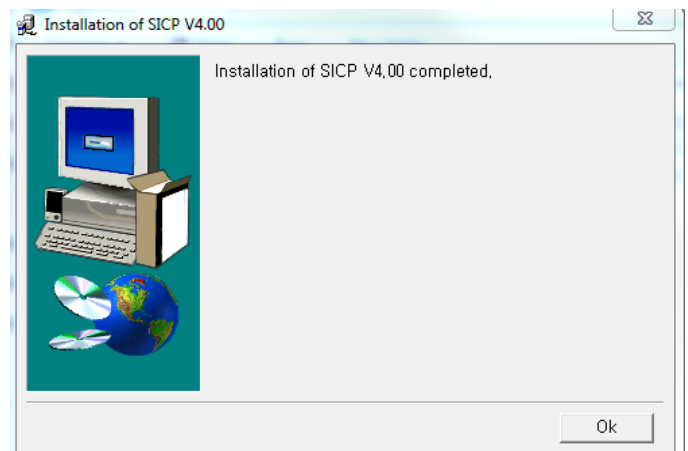 Installation of SICP V4.00
Installation of SICP V4,00 completed,
Ok